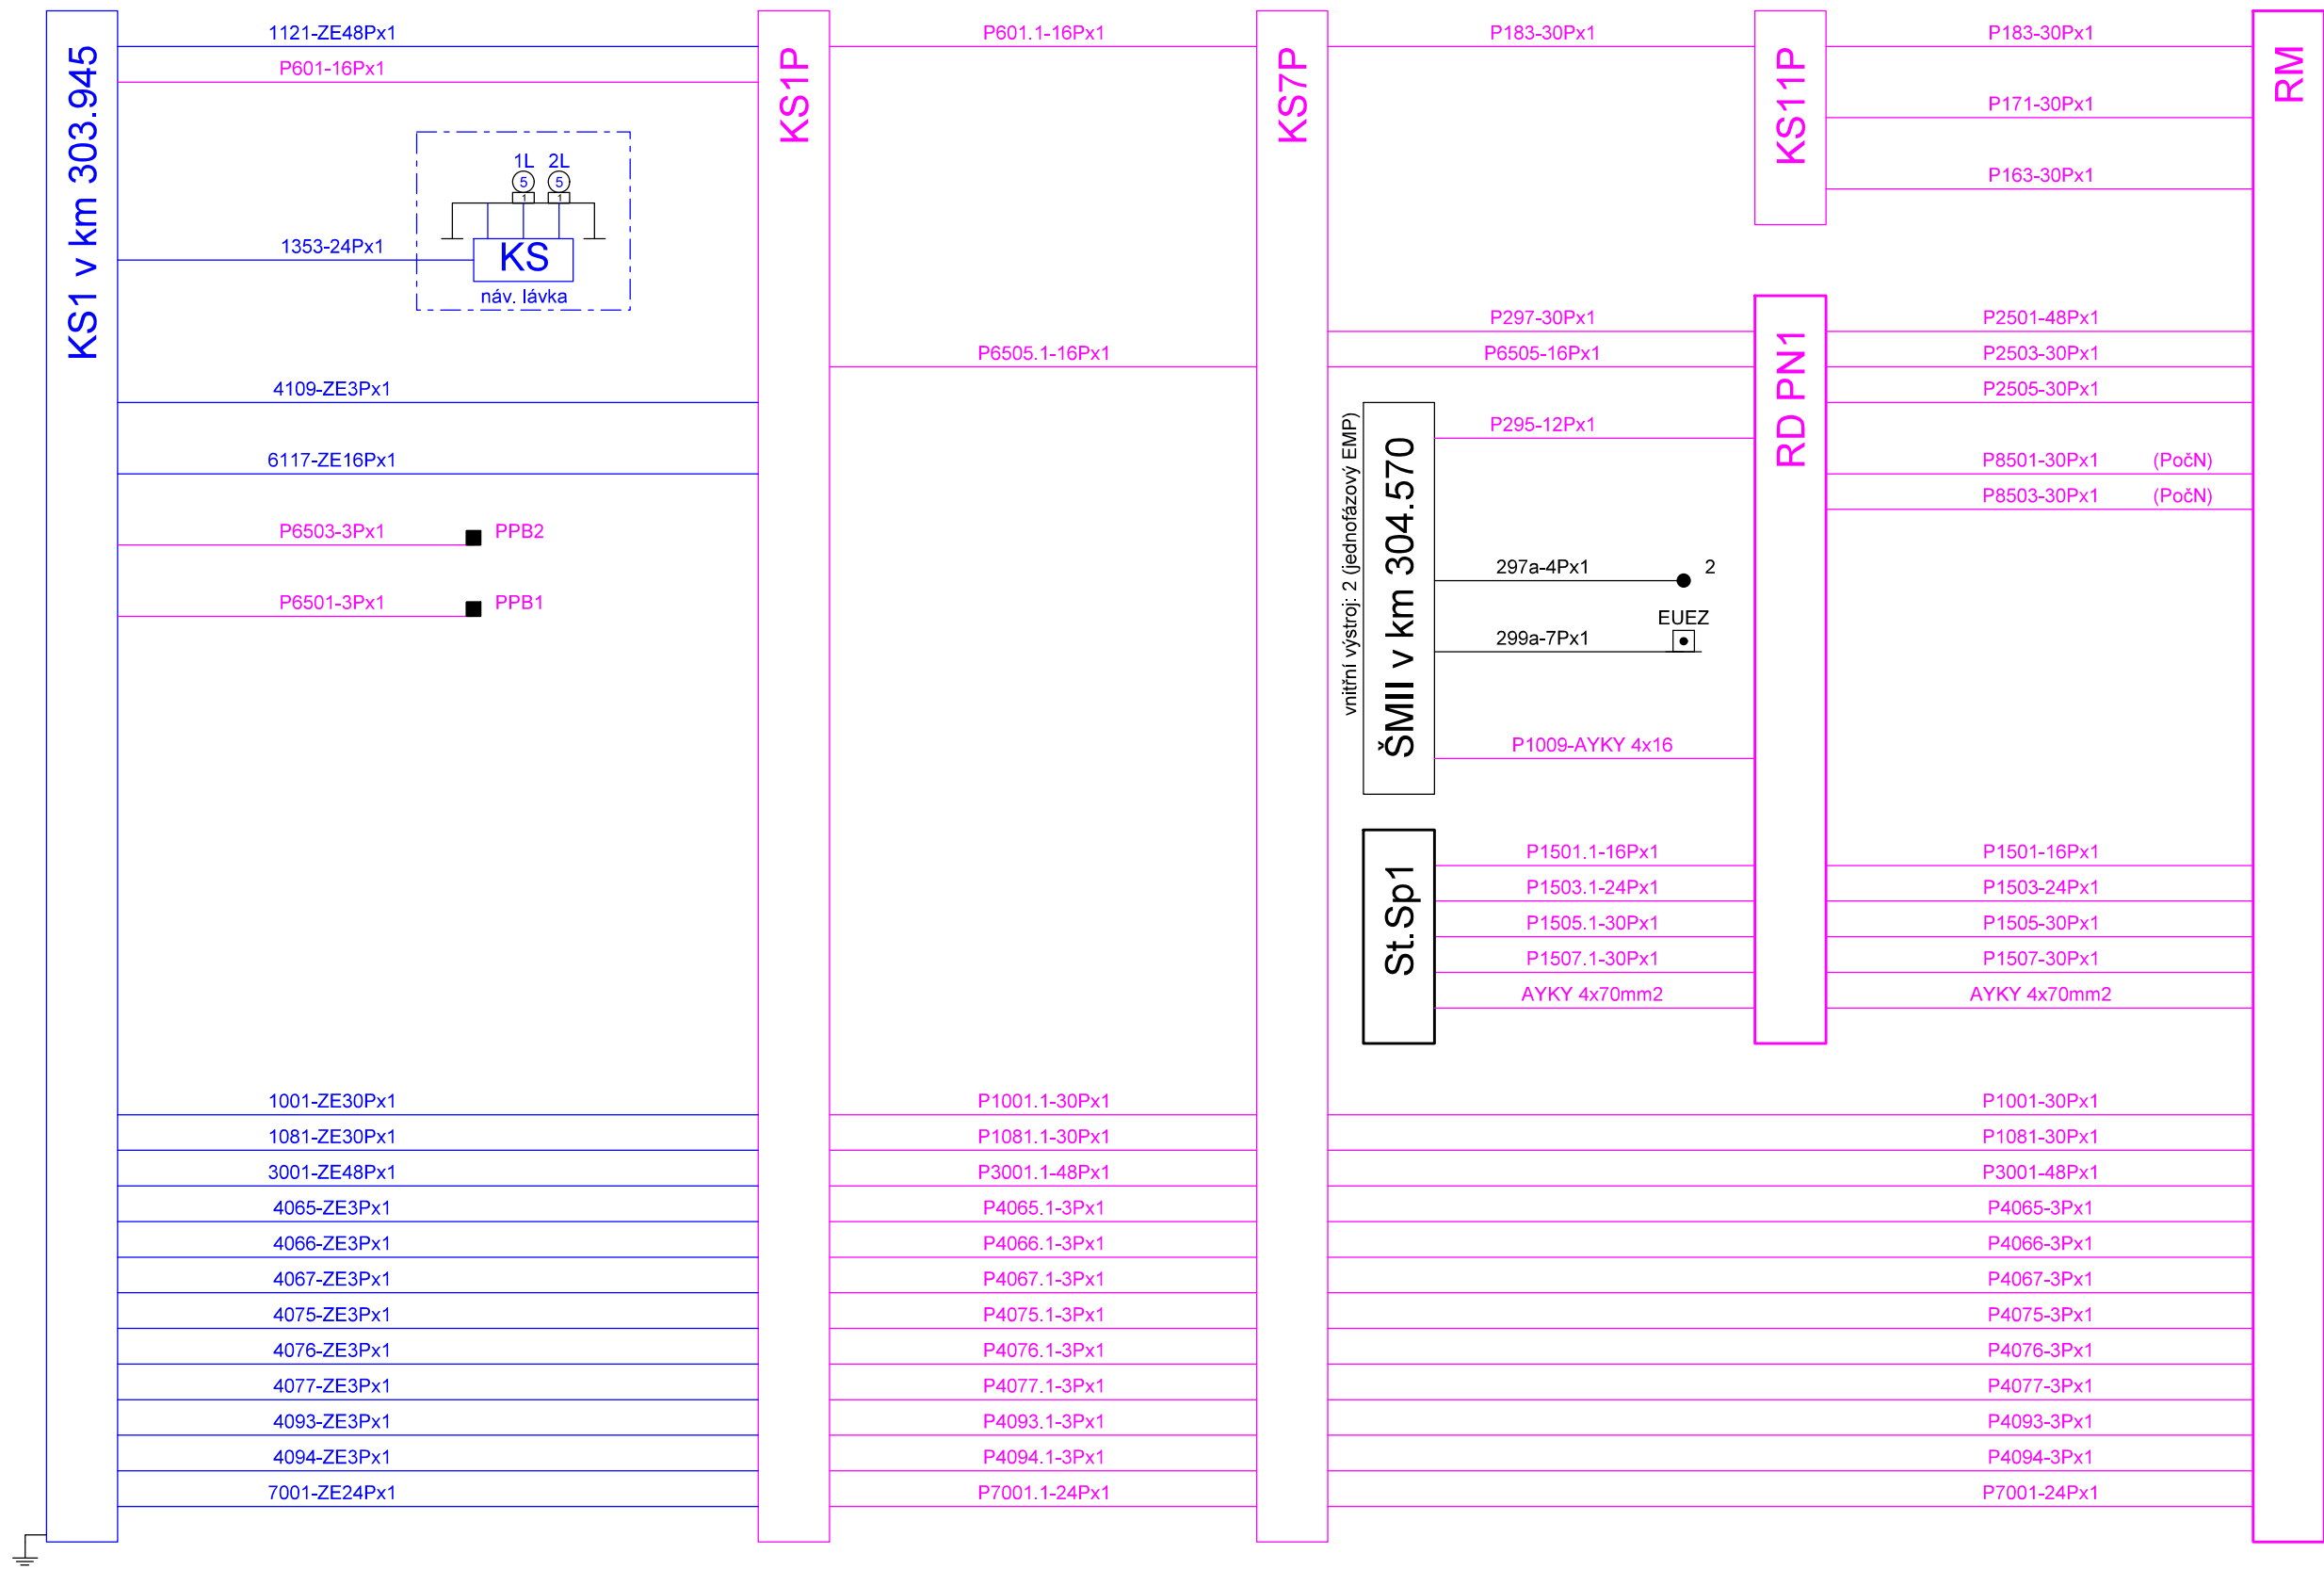 KS1 v km 303.945
1121-ZE48Px1
P601-16Px1
1L 2L
5 5
1 1
1353-24Px1
KS
náv. lávka
4109-ZE3Px1
6117-ZE16Px1
P6503-3Px1 PPB2
P6501-3Px1 PPB1
1001-ZE30Px1
1081-ZE30Px1
3001-ZE48Px1
4065-ZE3Px1
4066-ZE3Px1
4067-ZE3Px1
4075-ZE3Px1
4076-ZE3Px1
4077-ZE3Px1
4093-ZE3Px1
4094-ZE3Px1
7001-ZE24Px1
KS1P
P601.1-16Px1
P6505.1-16Px1
P1001.1-30Px1
P1081.1-30Px1
P3001.1-48Px1
P4065.1-3Px1
P4066.1-3Px1
P4067.1-3Px1
P4075.1-3Px1
P4076.1-3Px1
P4077.1-3Px1
P4093.1-3Px1
P4094.1-3Px1
P7001.1-24Px1
KS7P
P183-30Px1
P297-30Px1
P6505-16Px1
vnitřní výstroj: 2 (jednofázový EMP)
ŠMII v km 304.570
P295-12Px1
297a-4Px1 2
EUEZ
299a-7Px1
P1009-AYKY 4x16
St.Sp1
P1501.1-16Px1
P1503.1-24Px1
P1505.1-30Px1
P1507.1-30Px1
AYKY 4x70mm2
KS11P
P183-30Px1
P171-30Px1
P163-30Px1
RD PN1
P2501-48Px1
P2503-30Px1
P2505-30Px1
P8501-30Px1 (PočN)
P8503-30Px1 (PočN)
P1501-16Px1
P1503-24Px1
P1505-30Px1
P1507-30Px1
AYKY 4x70mm2
P1001-30Px1
P1081-30Px1
P3001-48Px1
P4065-3Px1
P4066-3Px1
P4067-3Px1
P4075-3Px1
P4076-3Px1
P4077-3Px1
P4093-3Px1
P4094-3Px1
P7001-24Px1
RM